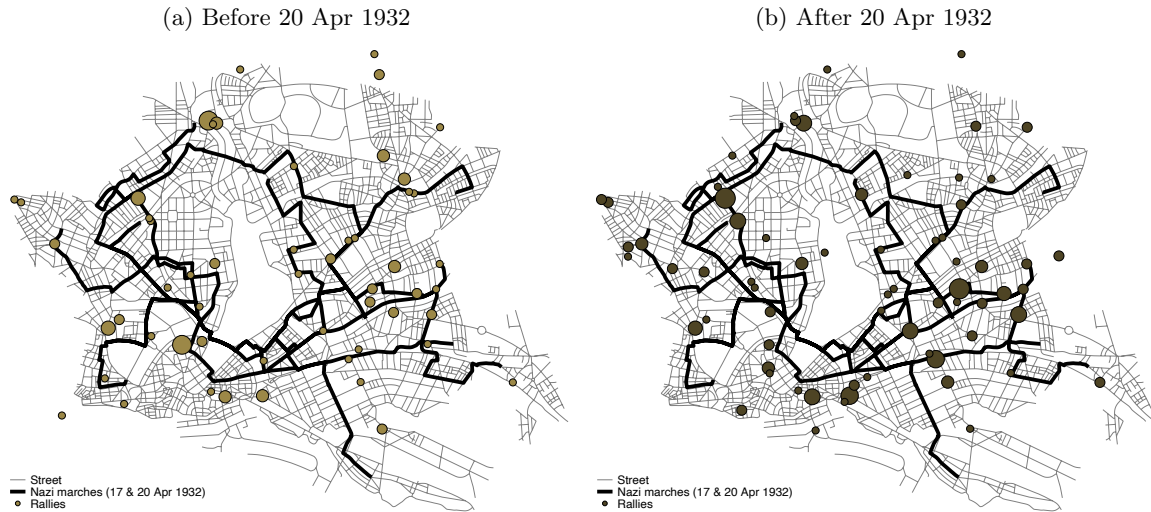 (a) Before 20 Apr 1932
(b) After 20 Apr 1932
Street
Nazi marches (17 & 20 Apr 1932)
Rallies
Street
Nazi marches (17 & 20 Apr 1932)
Rallies